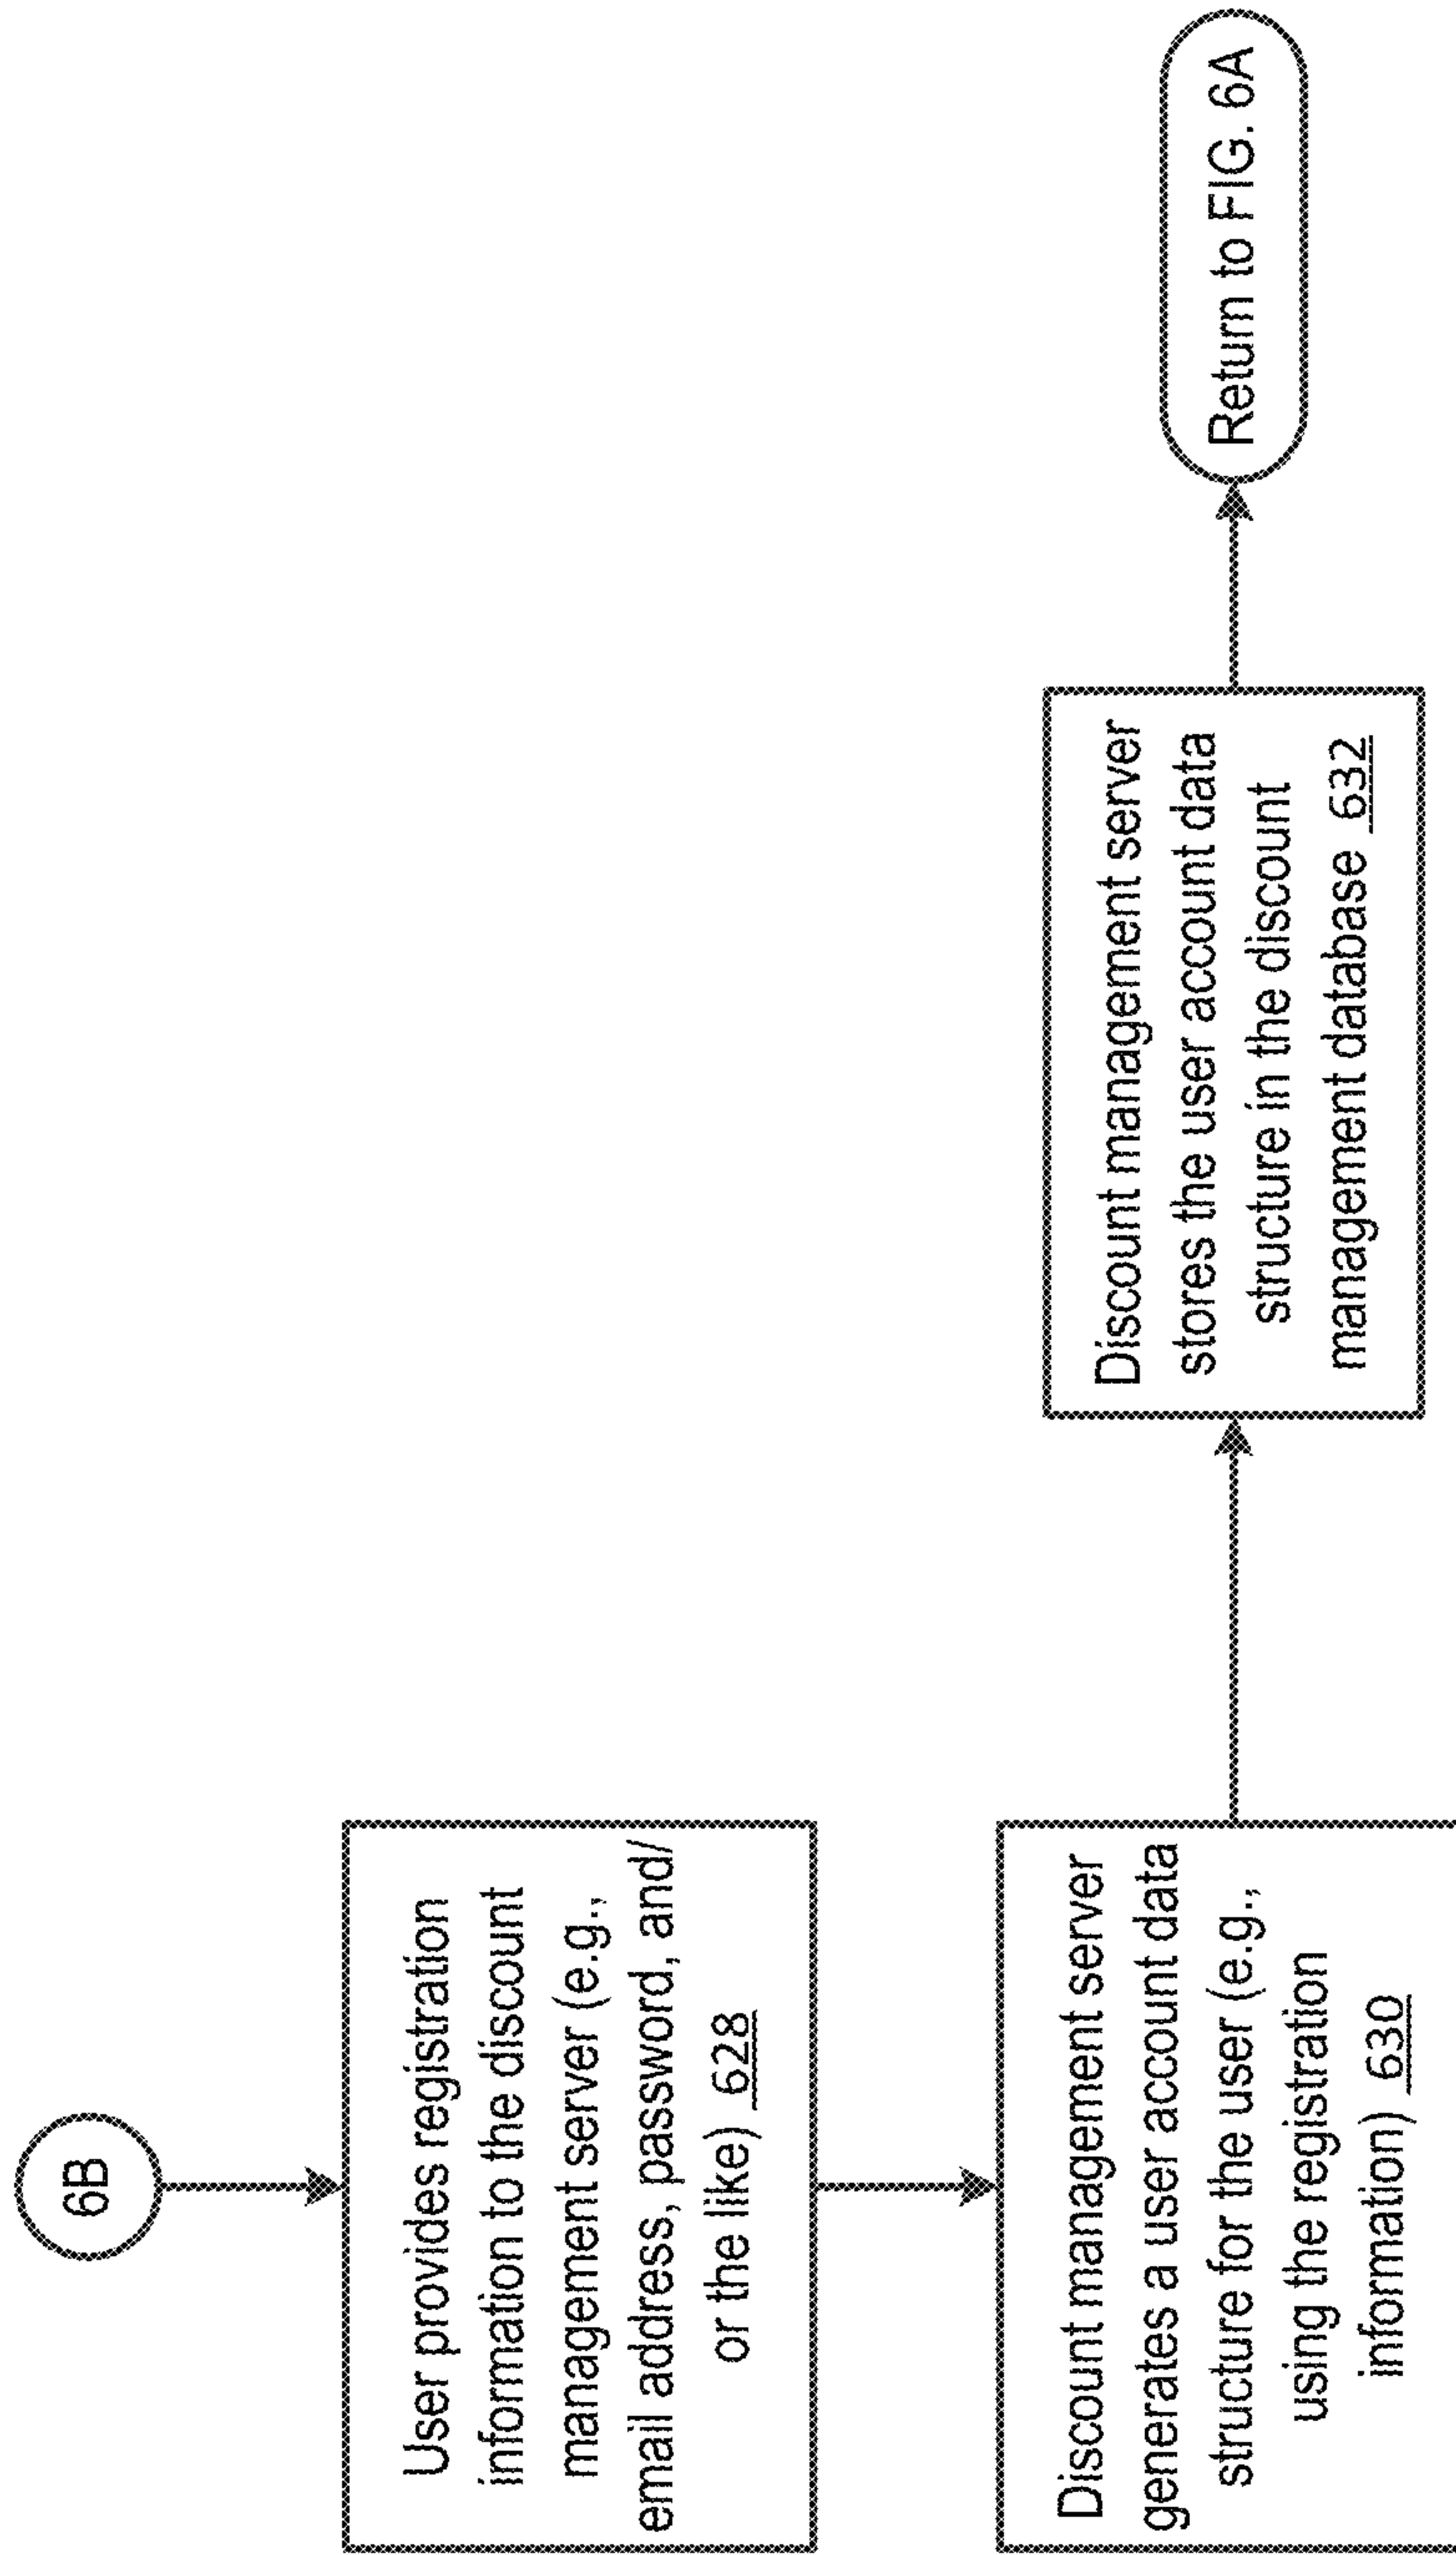 6B
User provides registration
information to the discount
management server (e.g.,
email address, password, and/
or the like) 628
Discount management server
generates a user account data
structure for the user (e.g.,
using the registration
information) 630
Discount management server
stores the user account data
structure in the discount
management database 632
Return to FIG. 6A